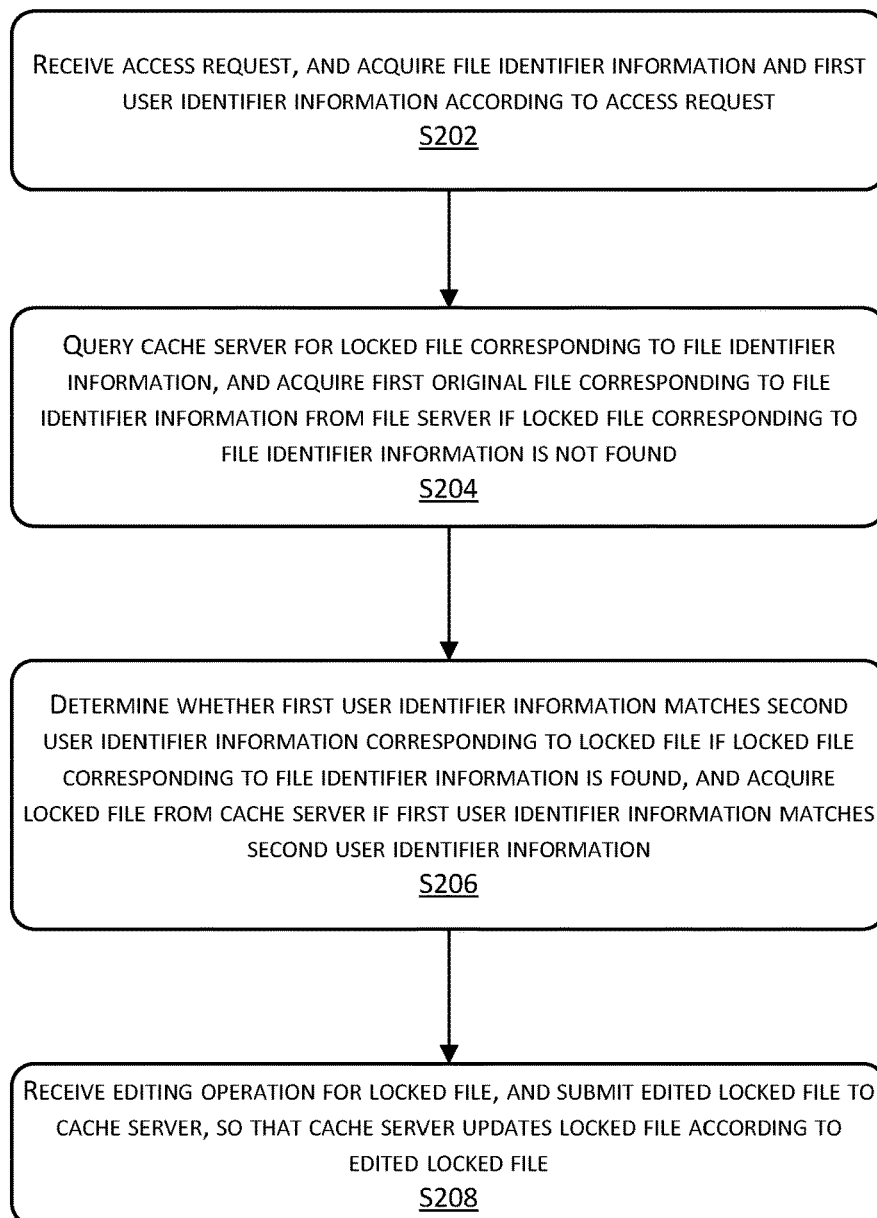 RECEIVE ACCESS REQUEST, AND ACQUIRE FILE IDENTIFIER INFORMATION AND FIRST
USER IDENTIFIER INFORMATION ACCORDING TO ACCESS REQUEST
S202
QUERY CACHE SERVER FOR LOCKED FILE CORRESPONDING TO FILE IDENTIFIER
INFORMATION, AND ACQUIRE FIRST ORIGINAL FILE CORRESPONDING TO FILE
IDENTIFIER INFORMATION FROM FILE SERVER IF LOCKED FILE CORRESPONDING TO
FILE IDENTIFIER INFORMATION IS NOT FOUND
S204
DETERMINE WHETHER FIRST USER IDENTIFIER INFORMATION MATCHES SECOND
USER IDENTIFIER INFORMATION CORRESPONDING TO LOCKED FILE IF LOCKED FILE
CORRESPONDING TO FILE IDENTIFIER INFORMATION IS FOUND, AND ACQUIRE
LOCKED FILE FROM CACHE SERVER IF FIRST USER IDENTIFIER INFORMATION MATCHES
SECOND USER IDENTIFIER INFORMATION
S206
RECEIVE EDITING OPERATION FOR LOCKED FILE, AND SUBMIT EDITED LOCKED FILE TO
CACHE SERVER, SO THAT CACHE SERVER UPDATES LOCKED FILE ACCORDING TO
EDITED LOCKED FILE
S208